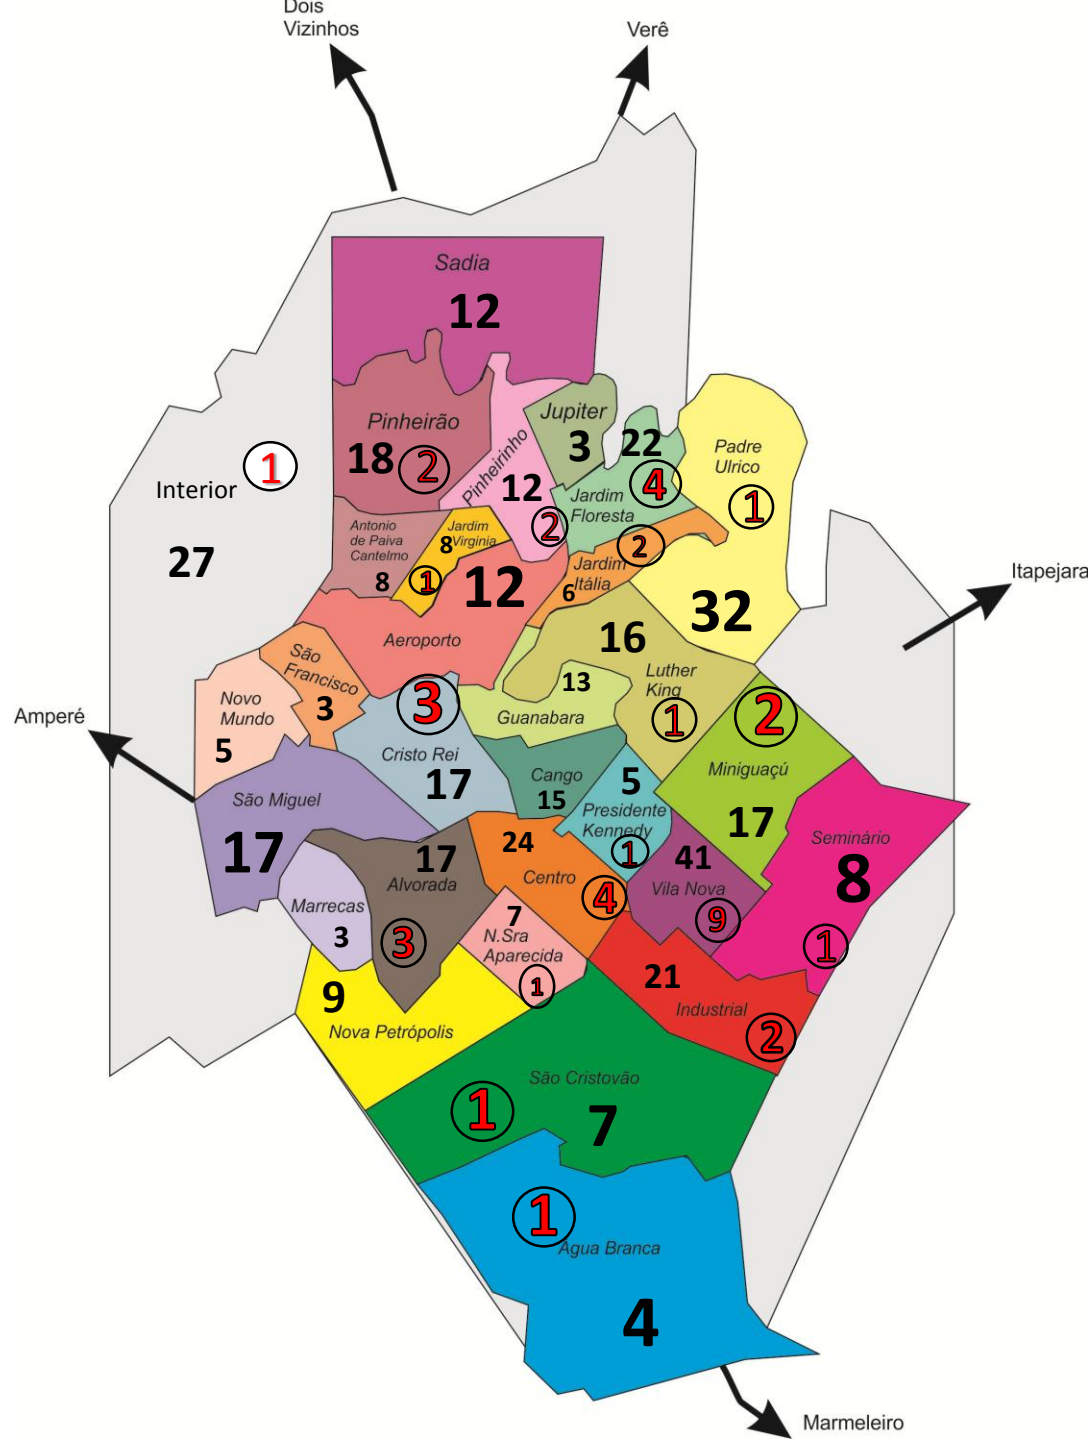 Dois
Vizinhos
Verê
Sadia
12
Pinheirão
18
2
Pinheirinho
12
2
Jupiter
3
22
4
Jardim
Floresta
Padre
Ulrico
1
32
Interior
1
27
Antonio
de Paiva
Cantelmo
8
Jardim
Virginia
8
1
12
Aeroporto
2
Jardim
Itália
6
Itapejara
16
Luther
King
1
13
Guanabara
São
Francisco
3
Novo
Mundo
5
Amperé
3
Cristo Rei
17
2
Miniguaçú
17
Cango
15
5
Presidente
Kennedy
1
São Miguel
17
Seminário
8
1
17
Alvorada
3
24
Centro
4
41
Vila Nova
9
Marrecas
3
7
N.Sra
Aparecida
1
21
Industrial
2
9
Nova Petrópolis
São Cristovão
1
7
1
Agua Branca
4
Marmeleiro